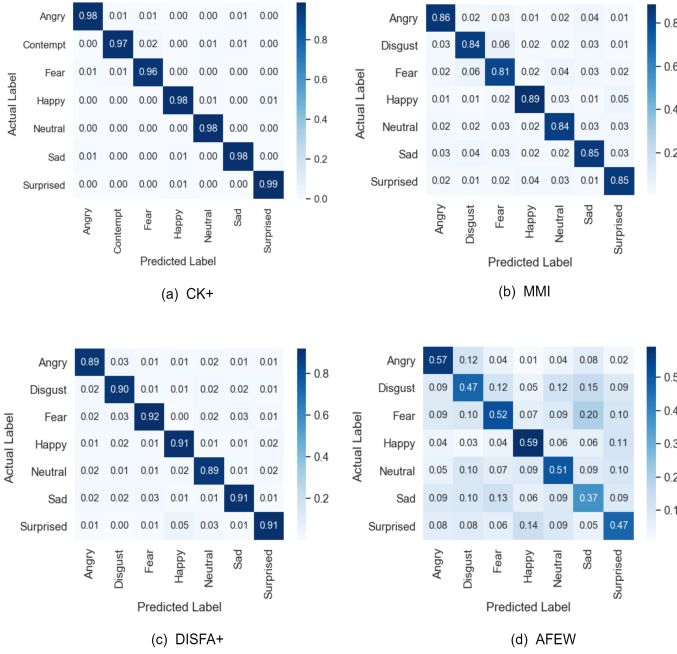 Angry 0.98 0.01 0.01 0.00 0.01 0.00 0.00
Contempt 0.00 0.97 0.02 0.00 0.01 0.00 0.00
Fear 0.01 0.01 0.96 0.00 0.00 0.00 0.00
Happy 0.00 0.00 0.00 0.98 0.01 0.00 0.01
Neutral 0.00 0.00 0.00 0.01 0.98 0.00 0.00
Sad 0.01 0.00 0.00 0.01 0.00 0.98 0.00
Surprised 0.00 0.00 0.00 0.01 0.00 0.00 0.99
Actual Label
Angry Contempt Fear Happy Neutral Sad Surprised
Predicted Label
0.8
0.6
0.4
0.2
0.0
(a) CK+
Angry 0.86 0.02 0.03 0.01 0.02 0.04 0.01
Disgust 0.03 0.84 0.06 0.02 0.02 0.03 0.01
Fear 0.02 0.06 0.81 0.02 0.04 0.03 0.02
Happy 0.01 0.01 0.02 0.89 0.03 0.01 0.05
Neutral 0.02 0.02 0.03 0.02 0.84 0.03 0.03
Sad 0.03 0.04 0.03 0.02 0.02 0.85 0.03
Surprised 0.02 0.01 0.02 0.04 0.03 0.01 0.85
Actual Label
Angry Disgust Fear Happy Neutral Sad Surprised
Predicted Label
0.8
0.6
0.4
0.2
(b) MMI
Angry 0.89 0.03 0.01 0.01 0.02 0.01 0.01
Disgust 0.02 0.90 0.02 0.01 0.01 0.02 0.01
Fear 0.02 0.03 0.92 0.00 0.02 0.03 0.01
Happy 0.01 0.02 0.01 0.91 0.01 0.01 0.02
Neutral 0.01 0.01 0.01 0.02 0.89 0.01 0.02
Sad 0.02 0.02 0.03 0.01 0.01 0.91 0.01
Surprised 0.01 0.00 0.01 0.05 0.03 0.01 0.91
Actual Label
Angry Disgust Fear Happy Neutral Sad Surprised
Predicted Label
0.8
0.6
0.4
0.2
(c) DISFA+
Angry 0.57 0.12 0.04 0.01 0.04 0.08 0.02
Disgust 0.09 0.47 0.12 0.05 0.12 0.15 0.09
Fear 0.09 0.10 0.52 0.07 0.09 0.20 0.10
Happy 0.04 0.03 0.04 0.59 0.06 0.06 0.11
Neutral 0.05 0.10 0.07 0.09 0.51 0.09 0.10
Sad 0.09 0.10 0.13 0.06 0.09 0.37 0.09
Surprised 0.08 0.08 0.06 0.14 0.09 0.05 0.47
Actual Label
Angry Disgust Fear Happy Neutral Sad Surprised
Predicted Label
0.5
0.4
0.3
0.2
0.1
(d) AFEW